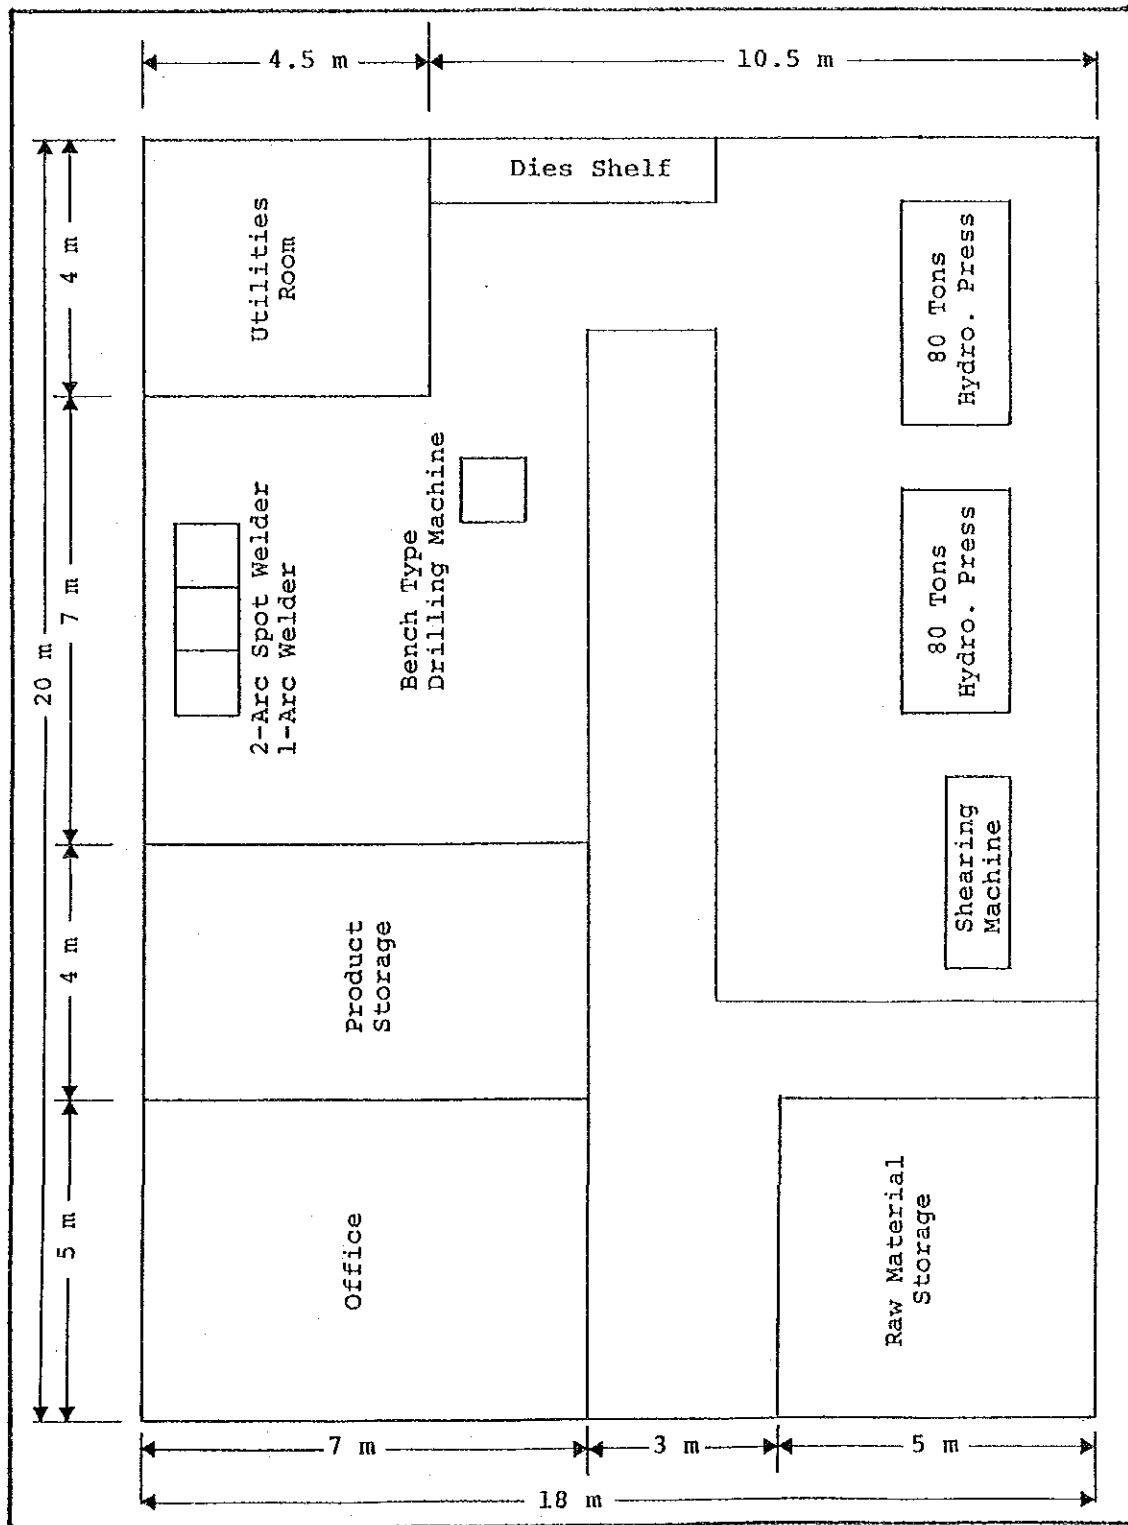 4.5 m
10.5 m
20 m
4 m
7 m
4 m
5 m
Utilities
Room
Dies Shelf
80 Tons
Hydro. Press
2-Arc Spot Welder
1-Arc Welder
Bench Type
Drilling Machine
80 Tons
Hydro. Press
Product
Storage
Shearing
Machine
Office
Raw Material
Storage
7 m
3 m
5 m
18 m